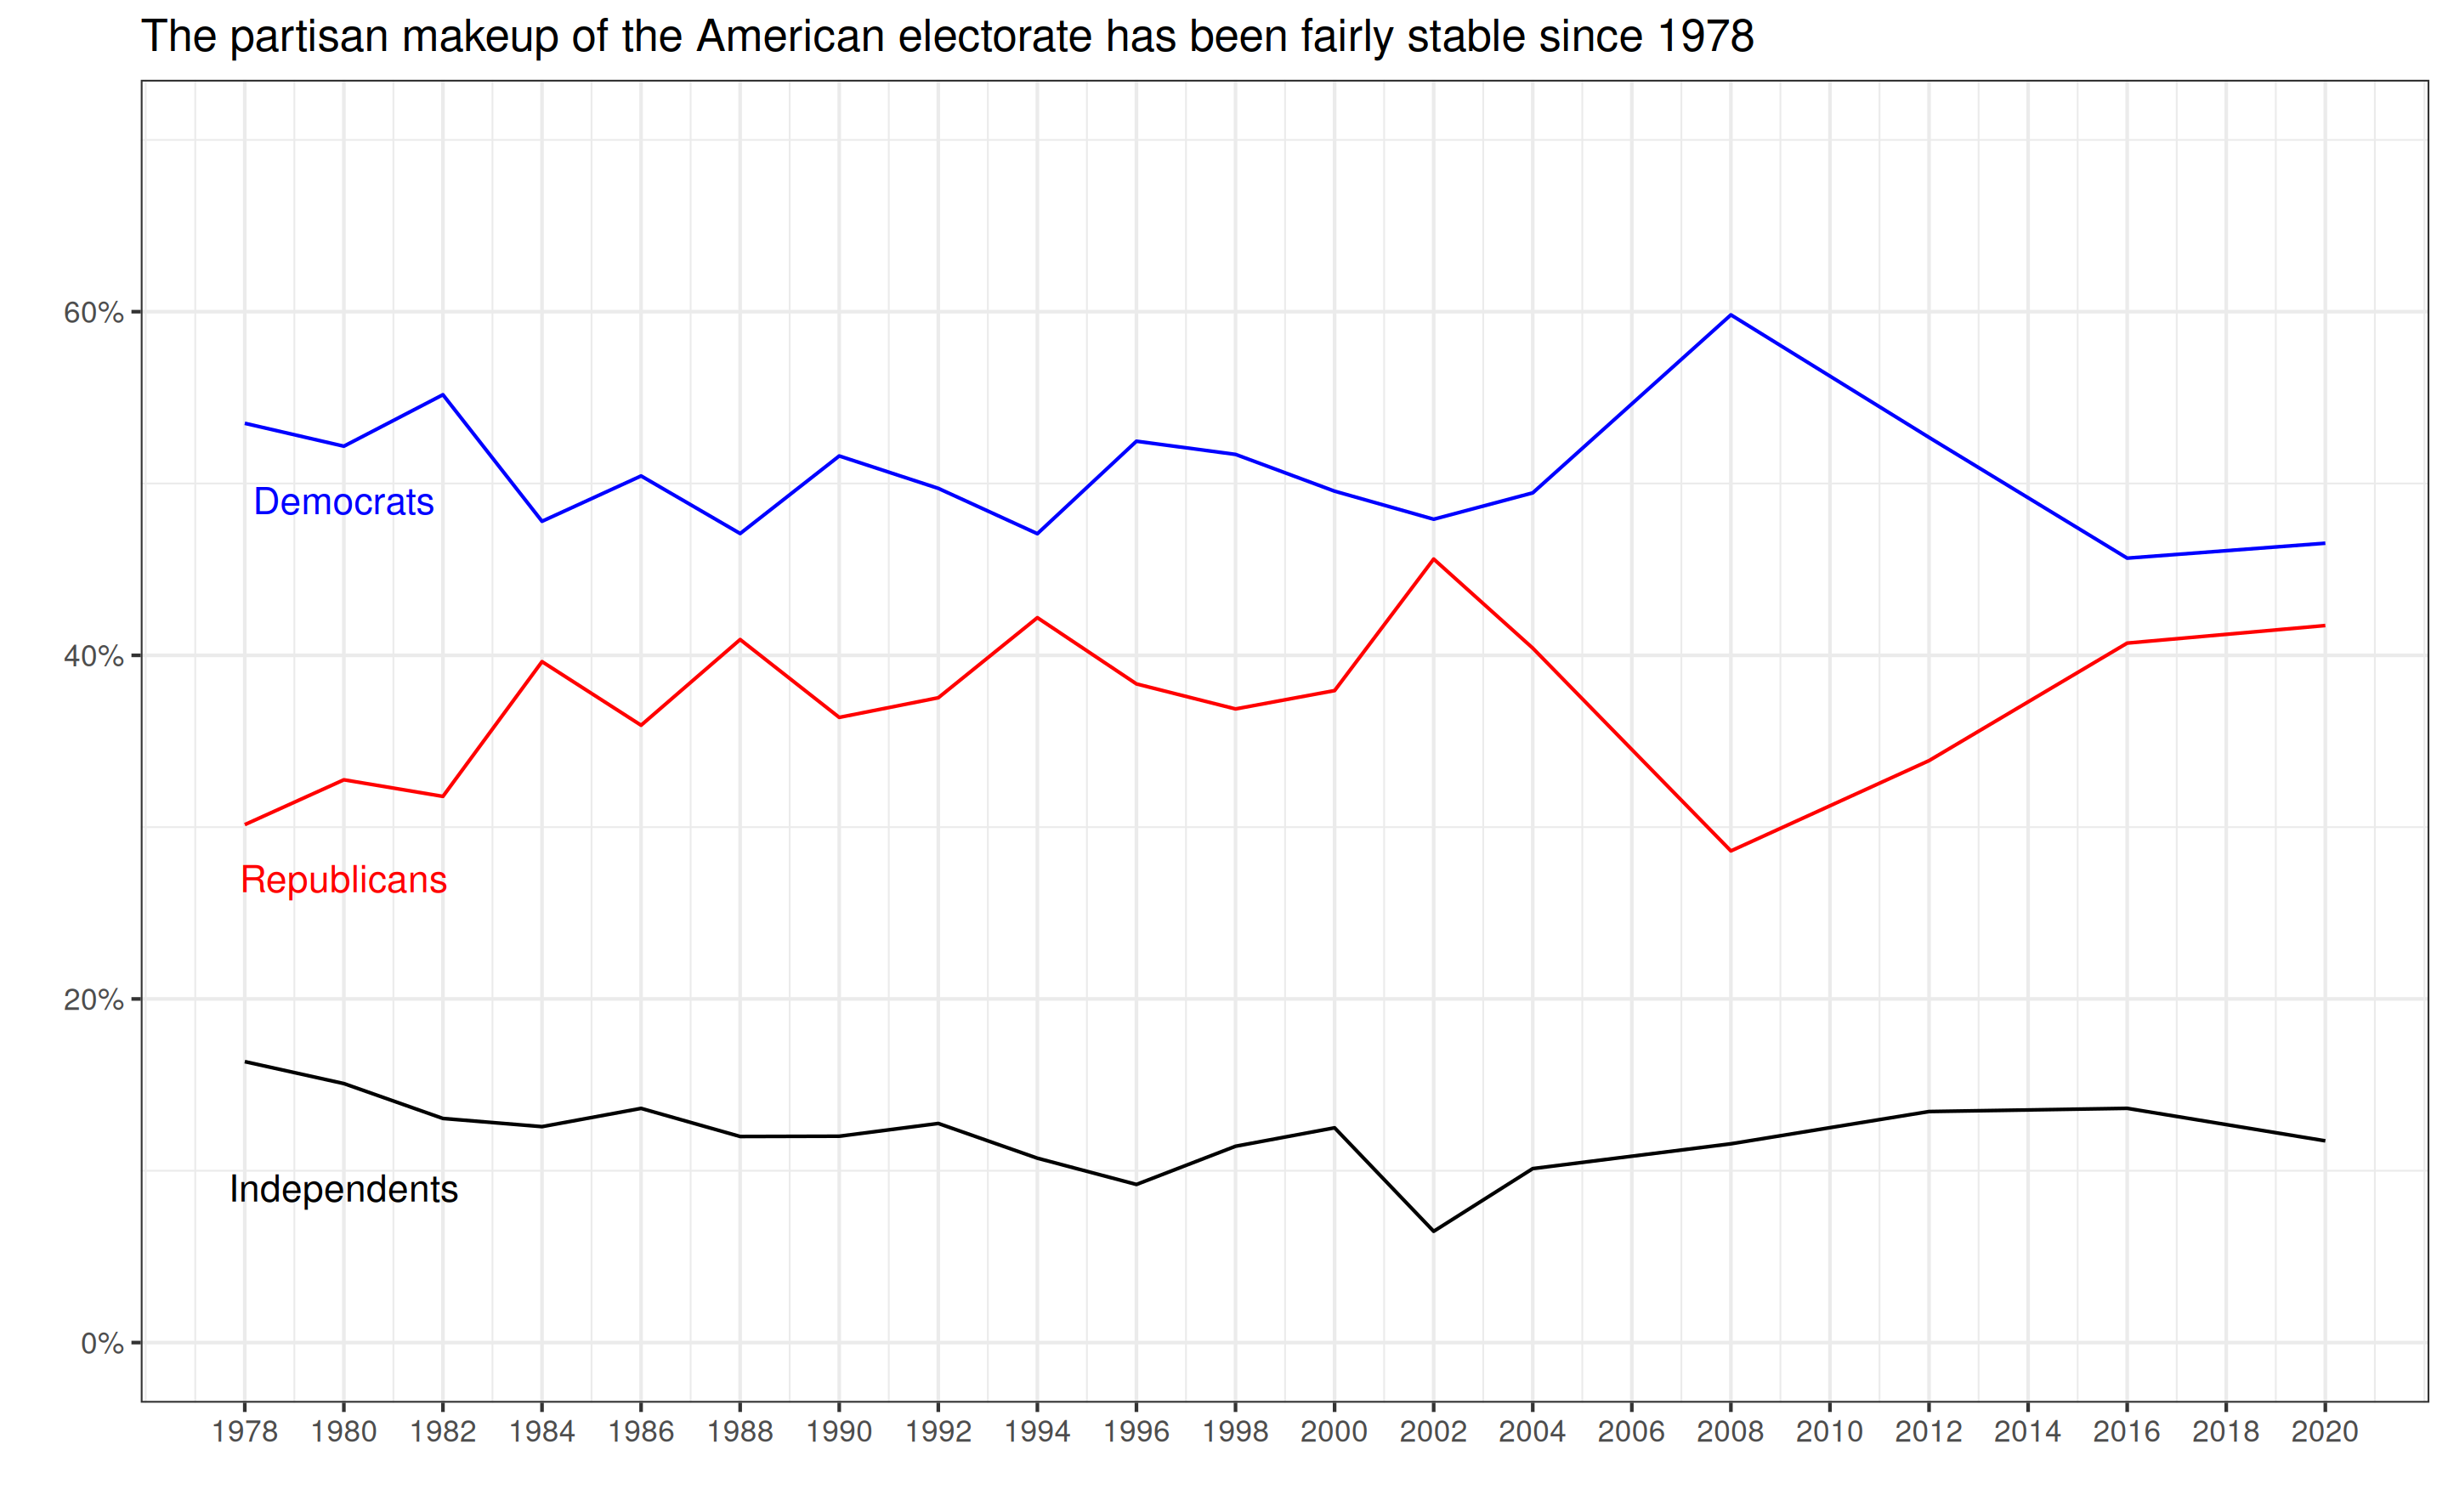 The partisan makeup of the American electorate has been fairly stable since 1978
60%
Democrats
40%
Republicans
20%
Independents
0%
1978 1980 1982 1984 1986 1988 1990 1992 1994 1996 1998 2000 2002 2004 2006 2008 2010 2012 2014 2016 2018 2020